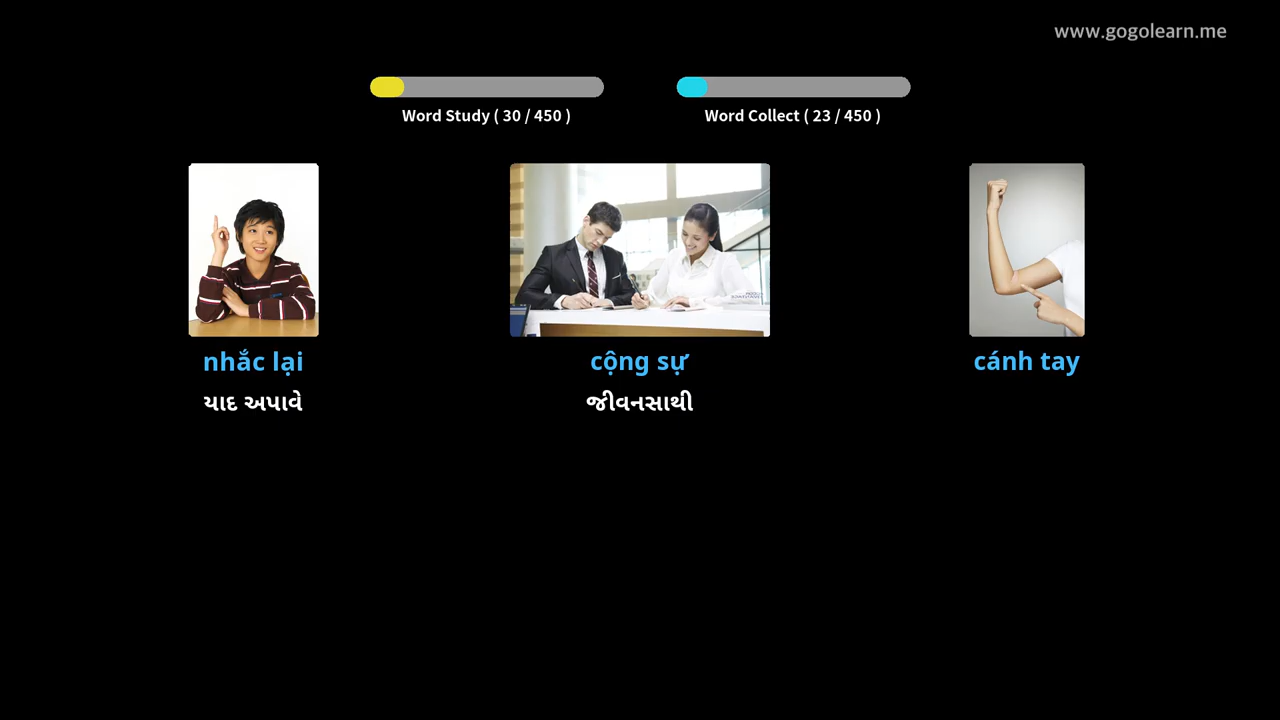 www.gogolearn.me
Word Study ( 30 / 450 )
Word Collect ( 23 / 450 )
nhắc lại
cộng sự
cánh tay
યાદ અપાવે
જીવનસાથી